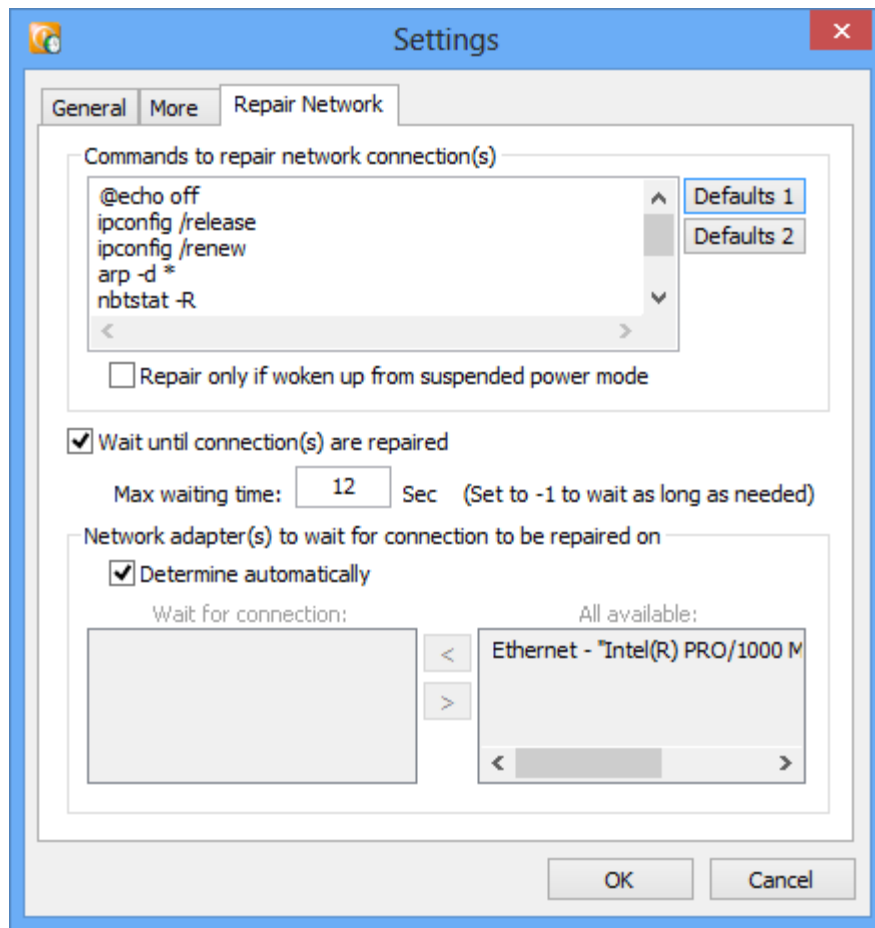 Settings
General More Repair Network
Commands to repair network connection(s)
@echo off
ipconfig /release
ipconfig /renew
arp -d *
nbtstat -R
Defaults 1
Defaults 2
Repair only if woken up from suspended power mode
Wait until connection(s) are repaired
Max waiting time: 12 Sec (Set to -1 to wait as long as needed)
Network adapter(s) to wait for connection to be repaired on
Determine automatically
Wait for connection: All available:
< Ethernet - "Intel(R) PRO/1000 M
>
OK Cancel